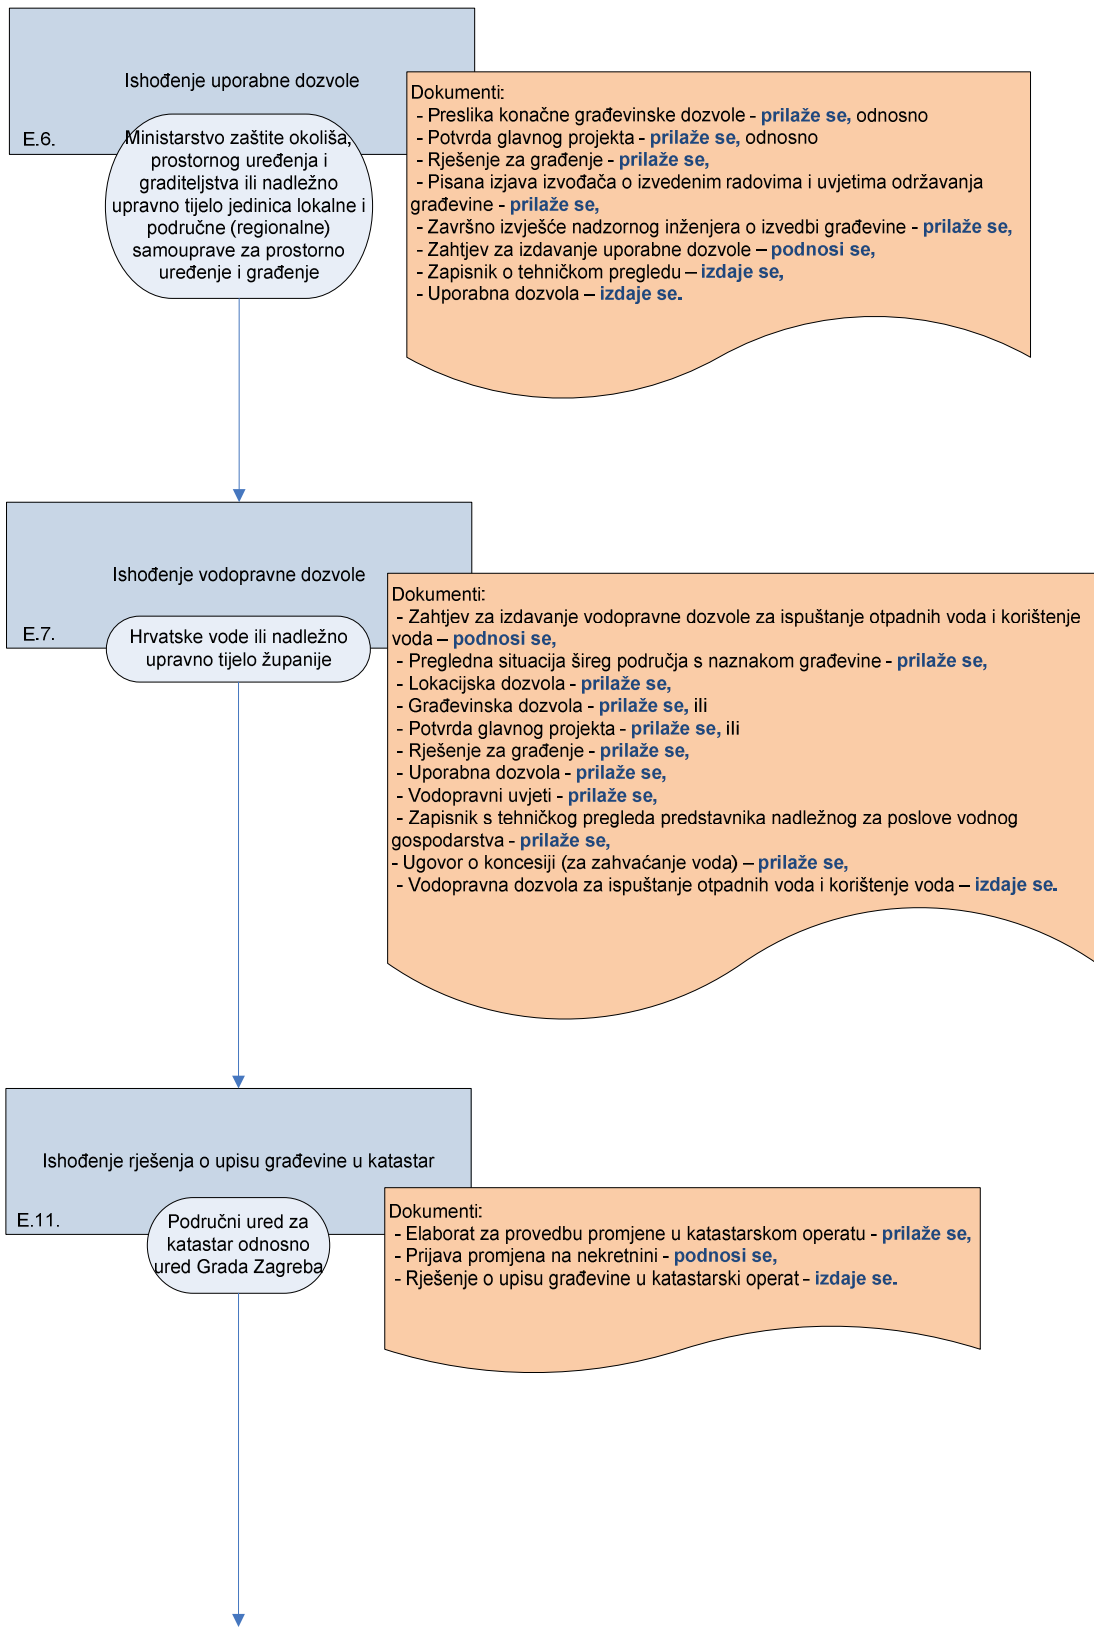 Ishođenje uporabne dozvole
E.6.
Ministarstvo zaštite okoliša,
prostornog uređenja i
graditeljstva ili nadležno
upravno tijelo jedinica lokalne i
područne (regionalne)
samouprave za prostorno
uređenje i građenje
Dokumenti:
- Preslika konačne građevinske dozvole - prilaže se, odnosno
- Potvrda glavnog projekta - prilaže se, odnosno
- Rješenje za građenje - prilaže se,
- Pisana izjava izvođača o izvedenim radovima i uvjetima održavanja
građevine - prilaže se,
- Završno izvješće nadzornog inženjera o izvedbi građevine - prilaže se,
- Zahtjev za izdavanje uporabne dozvole – podnosi se,
- Zapisnik o tehničkom pregledu – izdaje se,
- Uporabna dozvola – izdaje se.
Ishođenje vodopravne dozvole
E.7.
Hrvatske vode ili nadležno
upravno tijelo županije
Dokumenti:
- Zahtjev za izdavanje vodopravne dozvole za ispuštanje otpadnih voda i korištenje
voda – podnosi se,
- Pregledna situacija šireg područja s naznakom građevine - prilaže se,
- Lokacijska dozvola - prilaže se,
- Građevinska dozvola - prilaže se, ili
- Potvrda glavnog projekta - prilaže se, ili
- Rješenje za građenje - prilaže se,
- Uporabna dozvola - prilaže se,
- Vodopravni uvjeti - prilaže se,
- Zapisnik s tehničkog pregleda predstavnika nadležnog za poslove vodnog
gospodarstva - prilaže se,
- Ugovor o koncesiji (za zahvaćanje voda) – prilaže se,
- Vodopravna dozvola za ispuštanje otpadnih voda i korištenje voda – izdaje se.
Ishođenje rješenja o upisu građevine u katastar
E.11.
Područni ured za
katastar odnosno
ured Grada Zagreba
Dokumenti:
- Elaborat za provedbu promjene u katastarskom operatu - prilaže se,
- Prijava promjena na nekretnini - podnosi se,
- Rješenje o upisu građevine u katastarski operat - izdaje se.